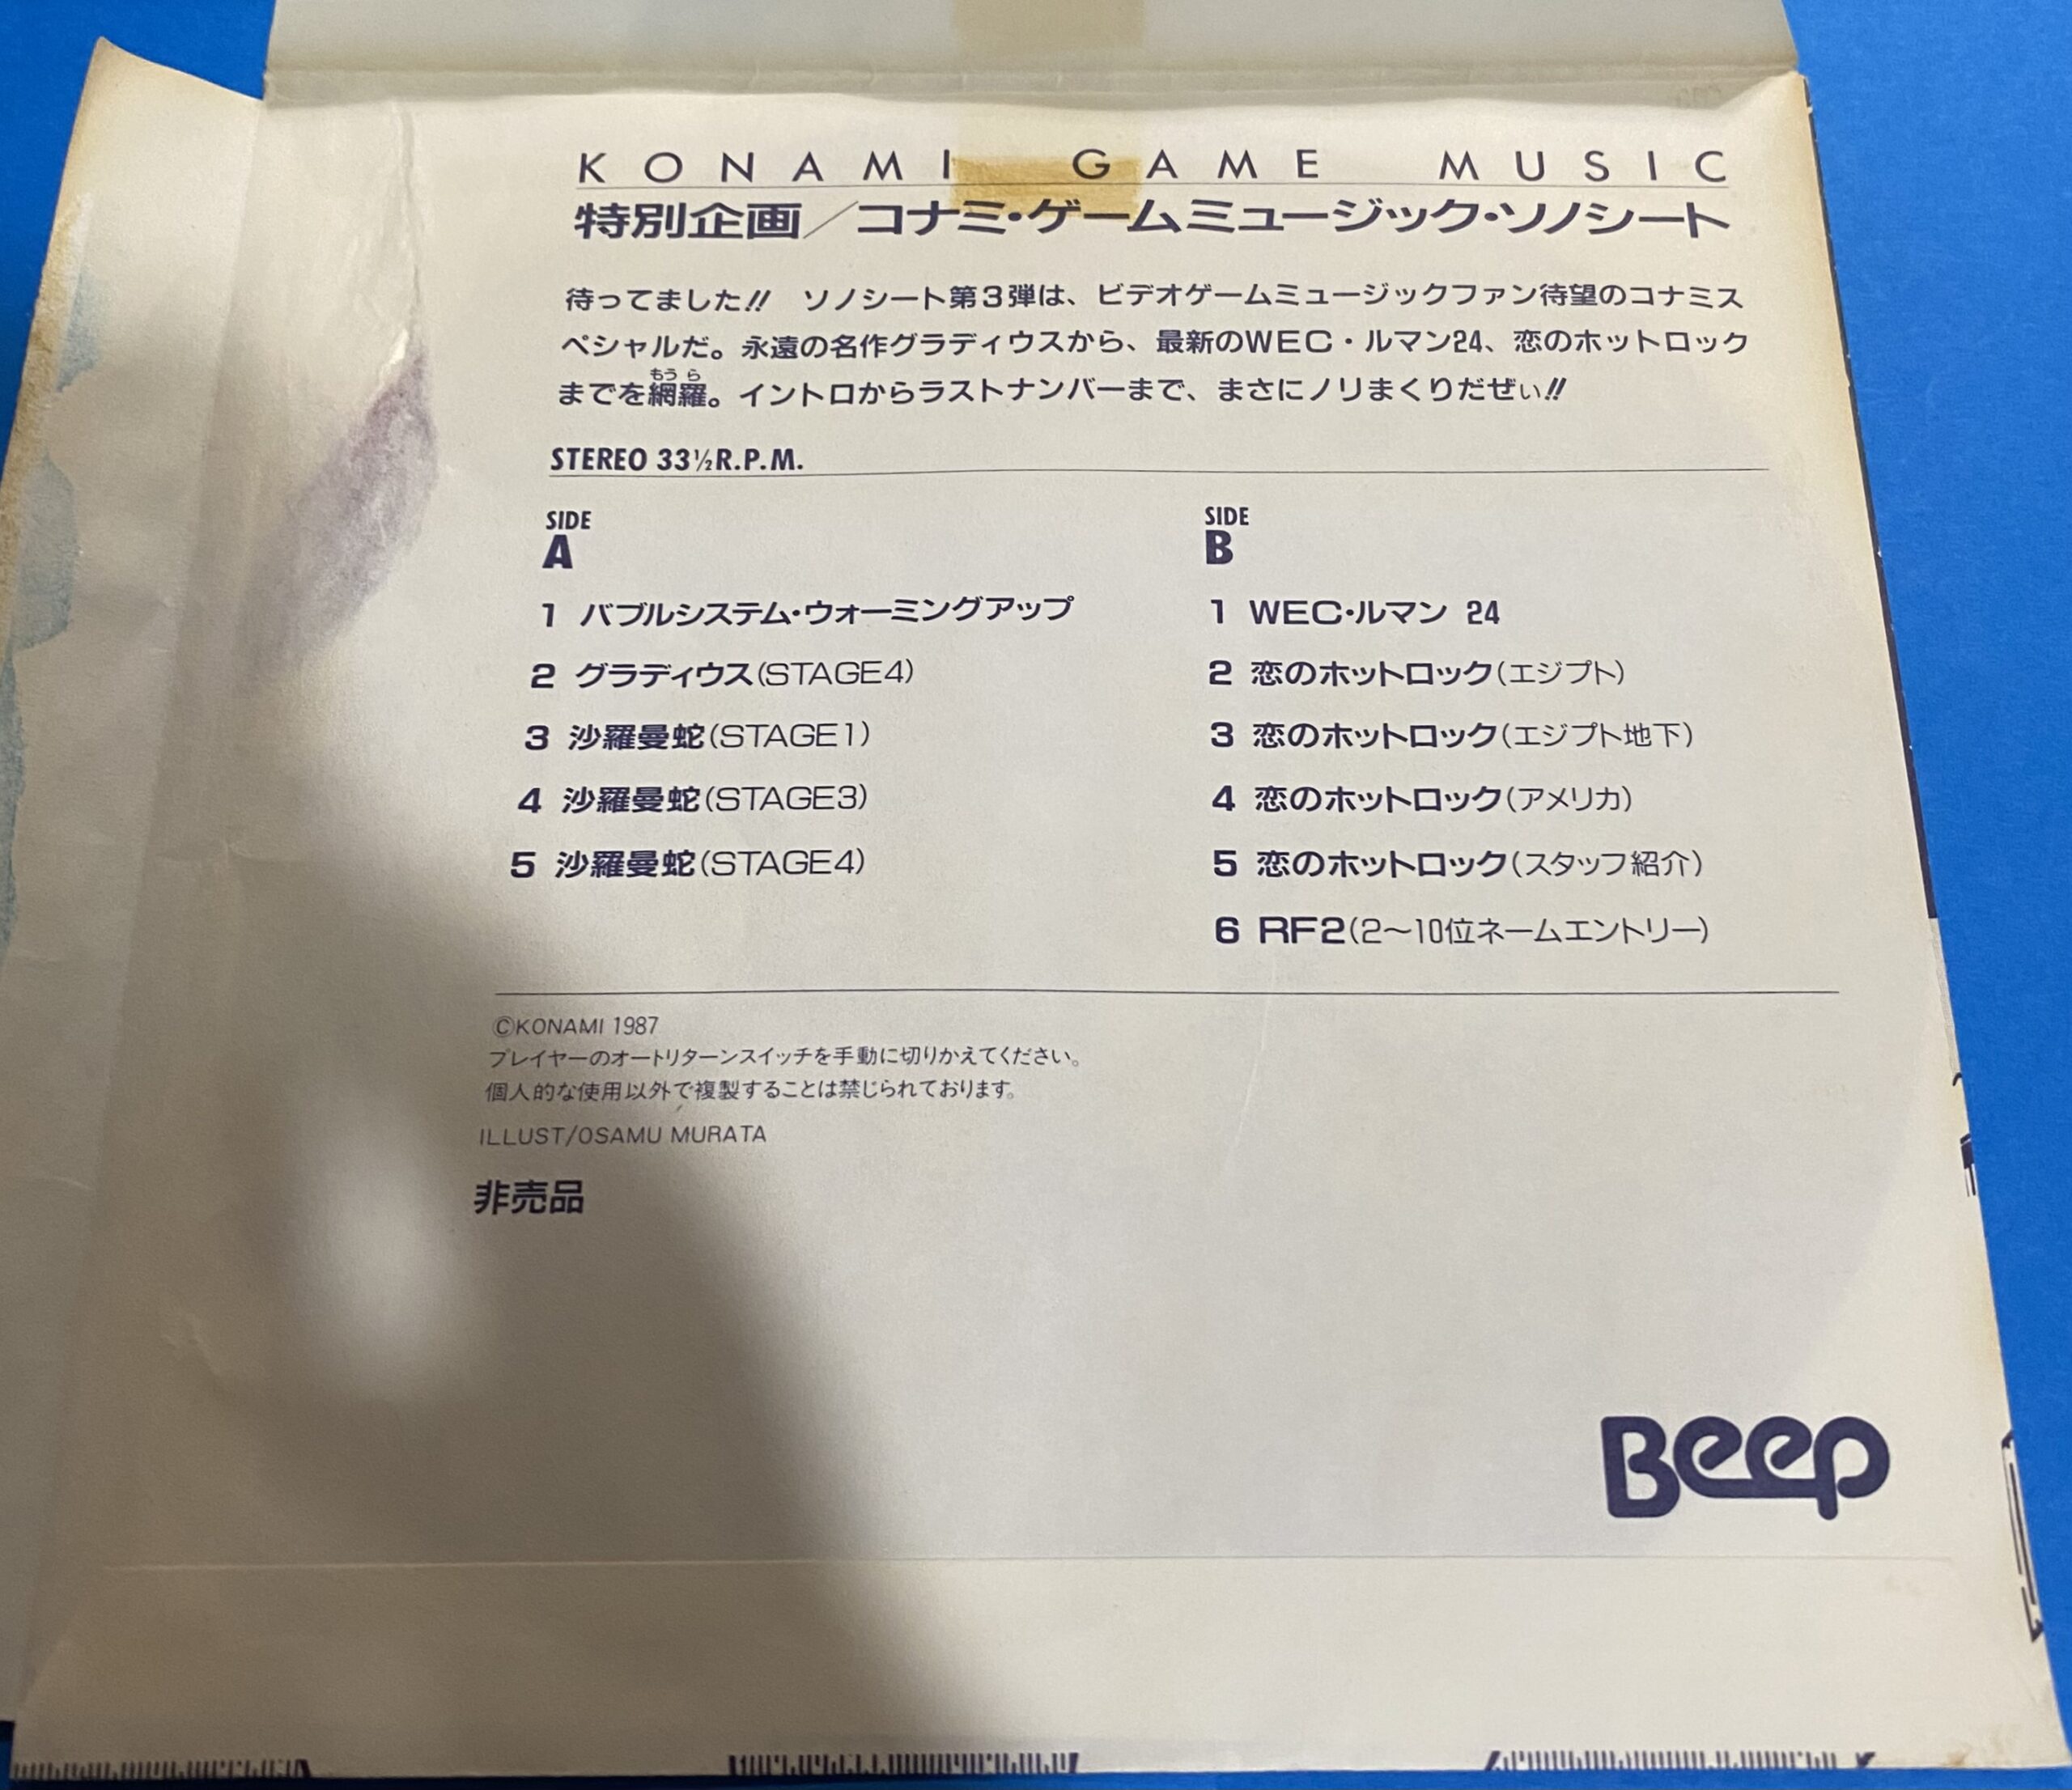 KONAMI GAME MUSIC
特別企画／コナミ・ゲームミュージック・ソノシート
待ってました!! ソノシート第3弾は、ビデオゲームミュージックファン待望のコナミス
ペシャルだ。永遠の名作グラディウスから、最新のWEC・ルマン24、恋のホットロック
もうら
までを網羅。イントロからラストナンバーまで、まさにノリまくりだぜぃ!!
STEREO 33½R.P.M.
SIDE
A
1 バブルシステム・ウォーミングアップ
2 グラディウス(STAGE4)
3 沙羅曼蛇(STAGE1)
4 沙羅曼蛇(STAGE3)
5 沙羅曼蛇(STAGE4)
SIDE
B
1 WEC・ルマン 24
2 恋のホットロック(エジプト)
3 恋のホットロック(エジプト地下)
4 恋のホットロック(アメリカ)
5 恋のホットロック(スタッフ紹介)
6 RF2(2〜10位ネームエントリー)
©KONAMI 1987
プレイヤーのオートリターンスイッチを手動に切りかえてください。
個人的な使用以外で複製することは禁じられております。
ILLUST/OSAMU MURATA
非売品
Beep